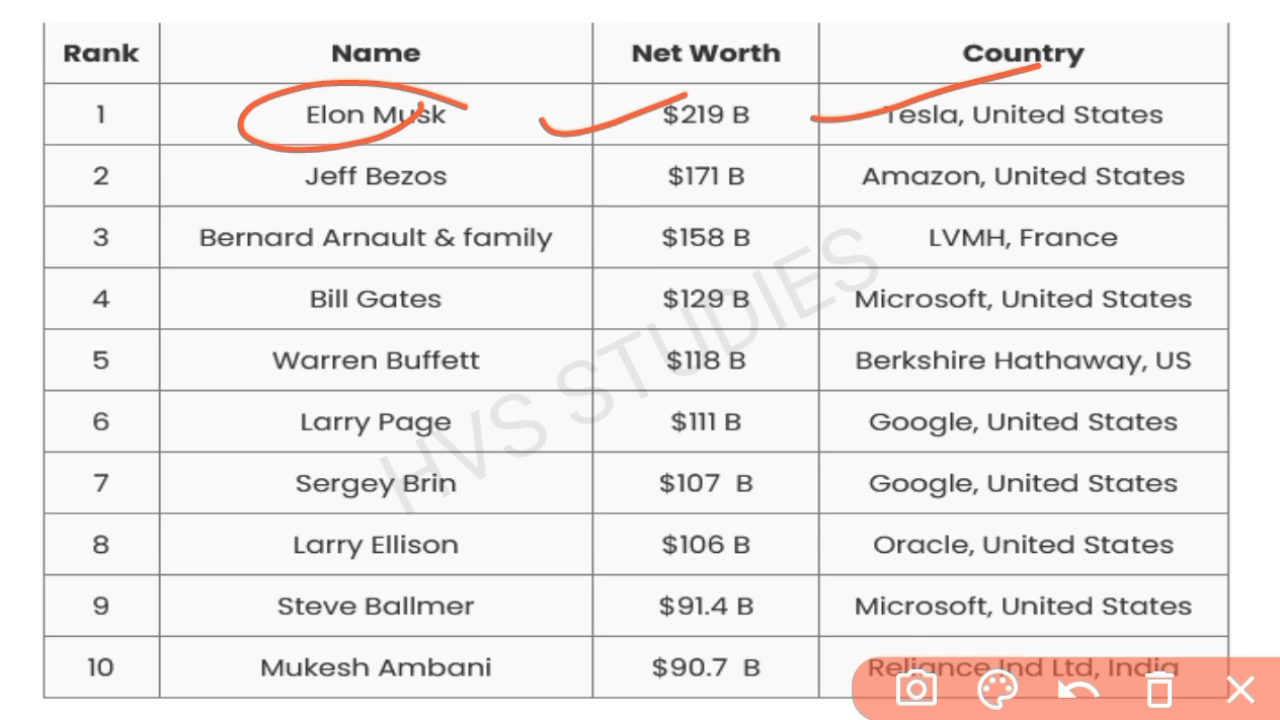 Rank Name Net Worth Country
1 Elon Musk $219 B Tesla, United States
2 Jeff Bezos $171 B Amazon, United States
3 Bernard Arnault & family $158 B LVMH, France
4 Bill Gates $129 B Microsoft, United States
5 Warren Buffett $118 B Berkshire Hathaway, US
6 Larry Page $111 B Google, United States
7 Sergey Brin $107 B Google, United States
8 Larry Ellison $106 B Oracle, United States
9 Steve Ballmer $91.4 B Microsoft, United States
10 Mukesh Ambani $90.7 B Reliance Ind Ltd, India
HVS STUDIES